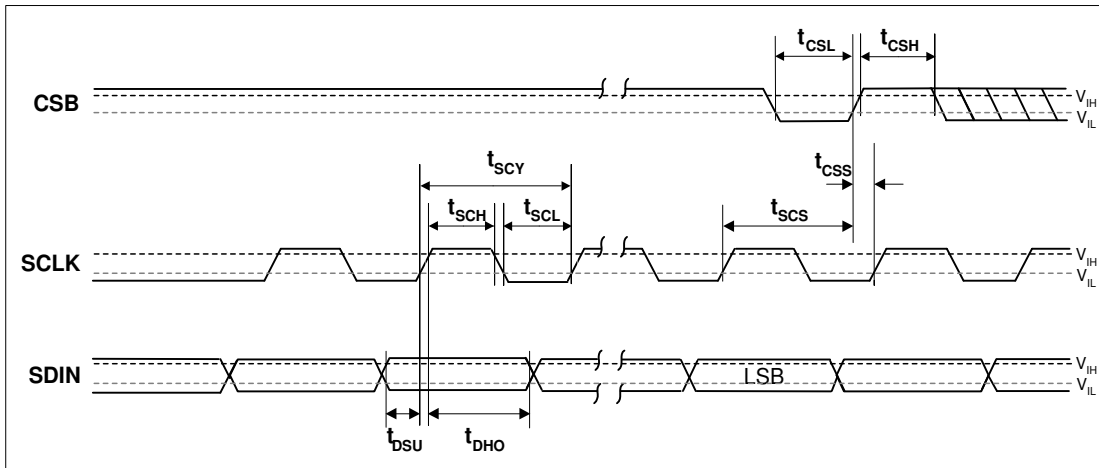 tCSL tCSH
CSB
VIH
VIL
tCSS
tSCY
tSCH tSCL tSCS
SCLK
VIH
VIL
SDIN
LSB
VIH
VIL
tDSU tDHO